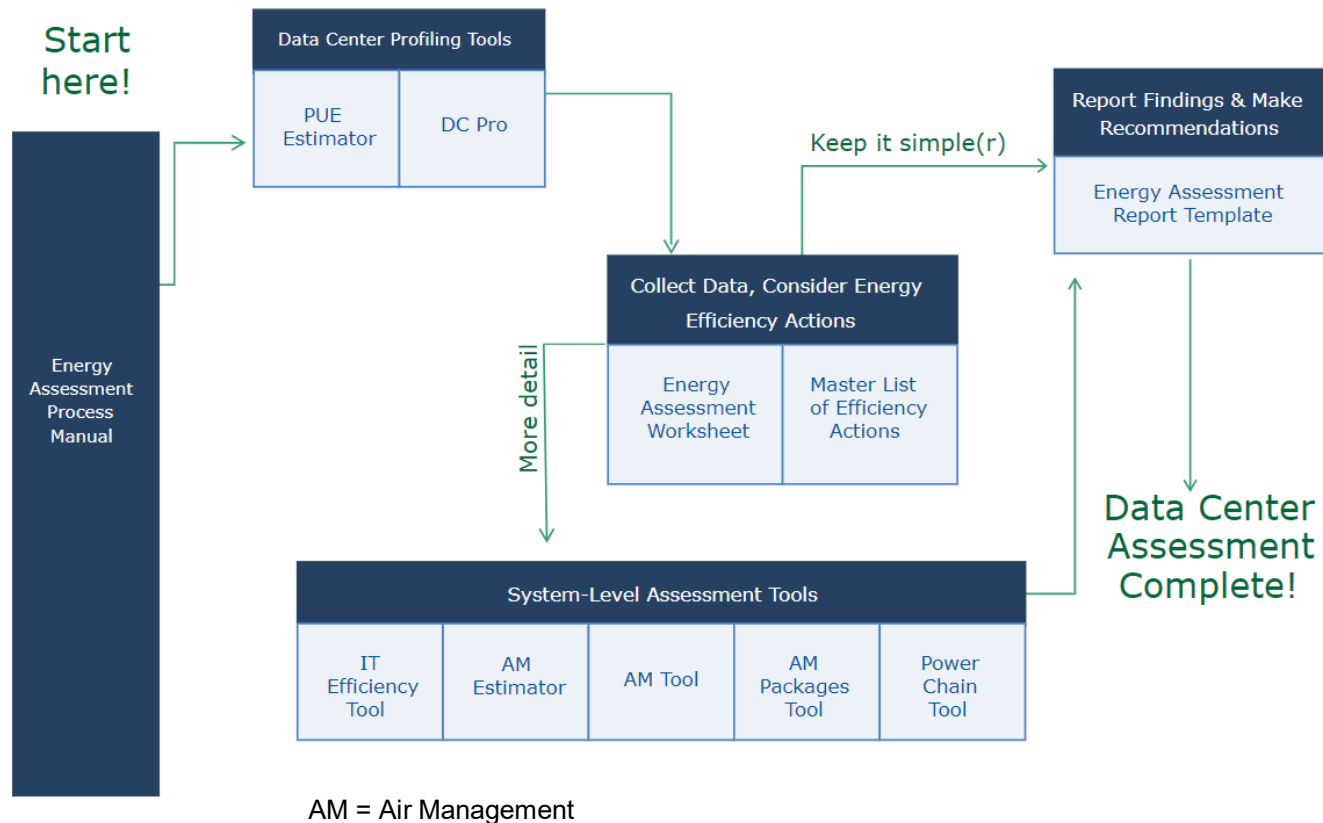 Start
here!
Energy
Assessment
Process
Manual
Data Center Profiling Tools
PUE
Estimator
DC Pro
Collect Data, Consider Energy
Efficiency Actions
Energy
Assessment
Worksheet
Master List
of Efficiency
Actions
Keep it simple(r)
More detail
System-Level Assessment Tools
IT
Efficiency
Tool
AM
Estimator
AM Tool
AM
Packages
Tool
Power
Chain
Tool
Report Findings & Make
Recommendations
Energy Assessment
Report Template
Data Center
Assessment
Complete!
AM = Air Management